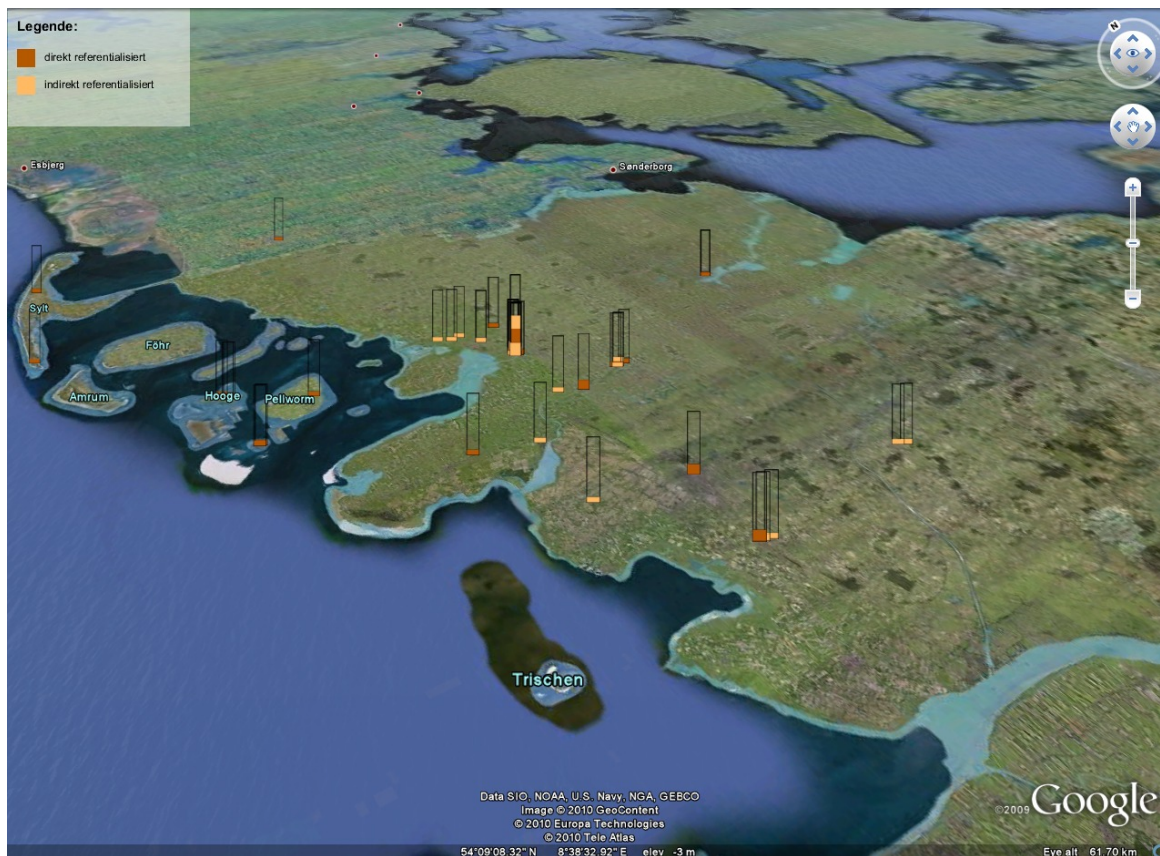 Legende:
direkt referentialisiert
indirekt referentialisiert
N
Esbjerg
Sønderborg
Sylt
Föhr
Amrum
Hooge
Pellworm
Trischen
Data SIO, NOAA, U.S. Navy, NGA, GEBCO
Image © 2010 GeoContent
© 2010 Europa Technologies
© 2010 Tele Atlas
©2009 Google
54°09'08.32" N 8°38'32.92" E elev -3 m
Eye alt 61.70 km